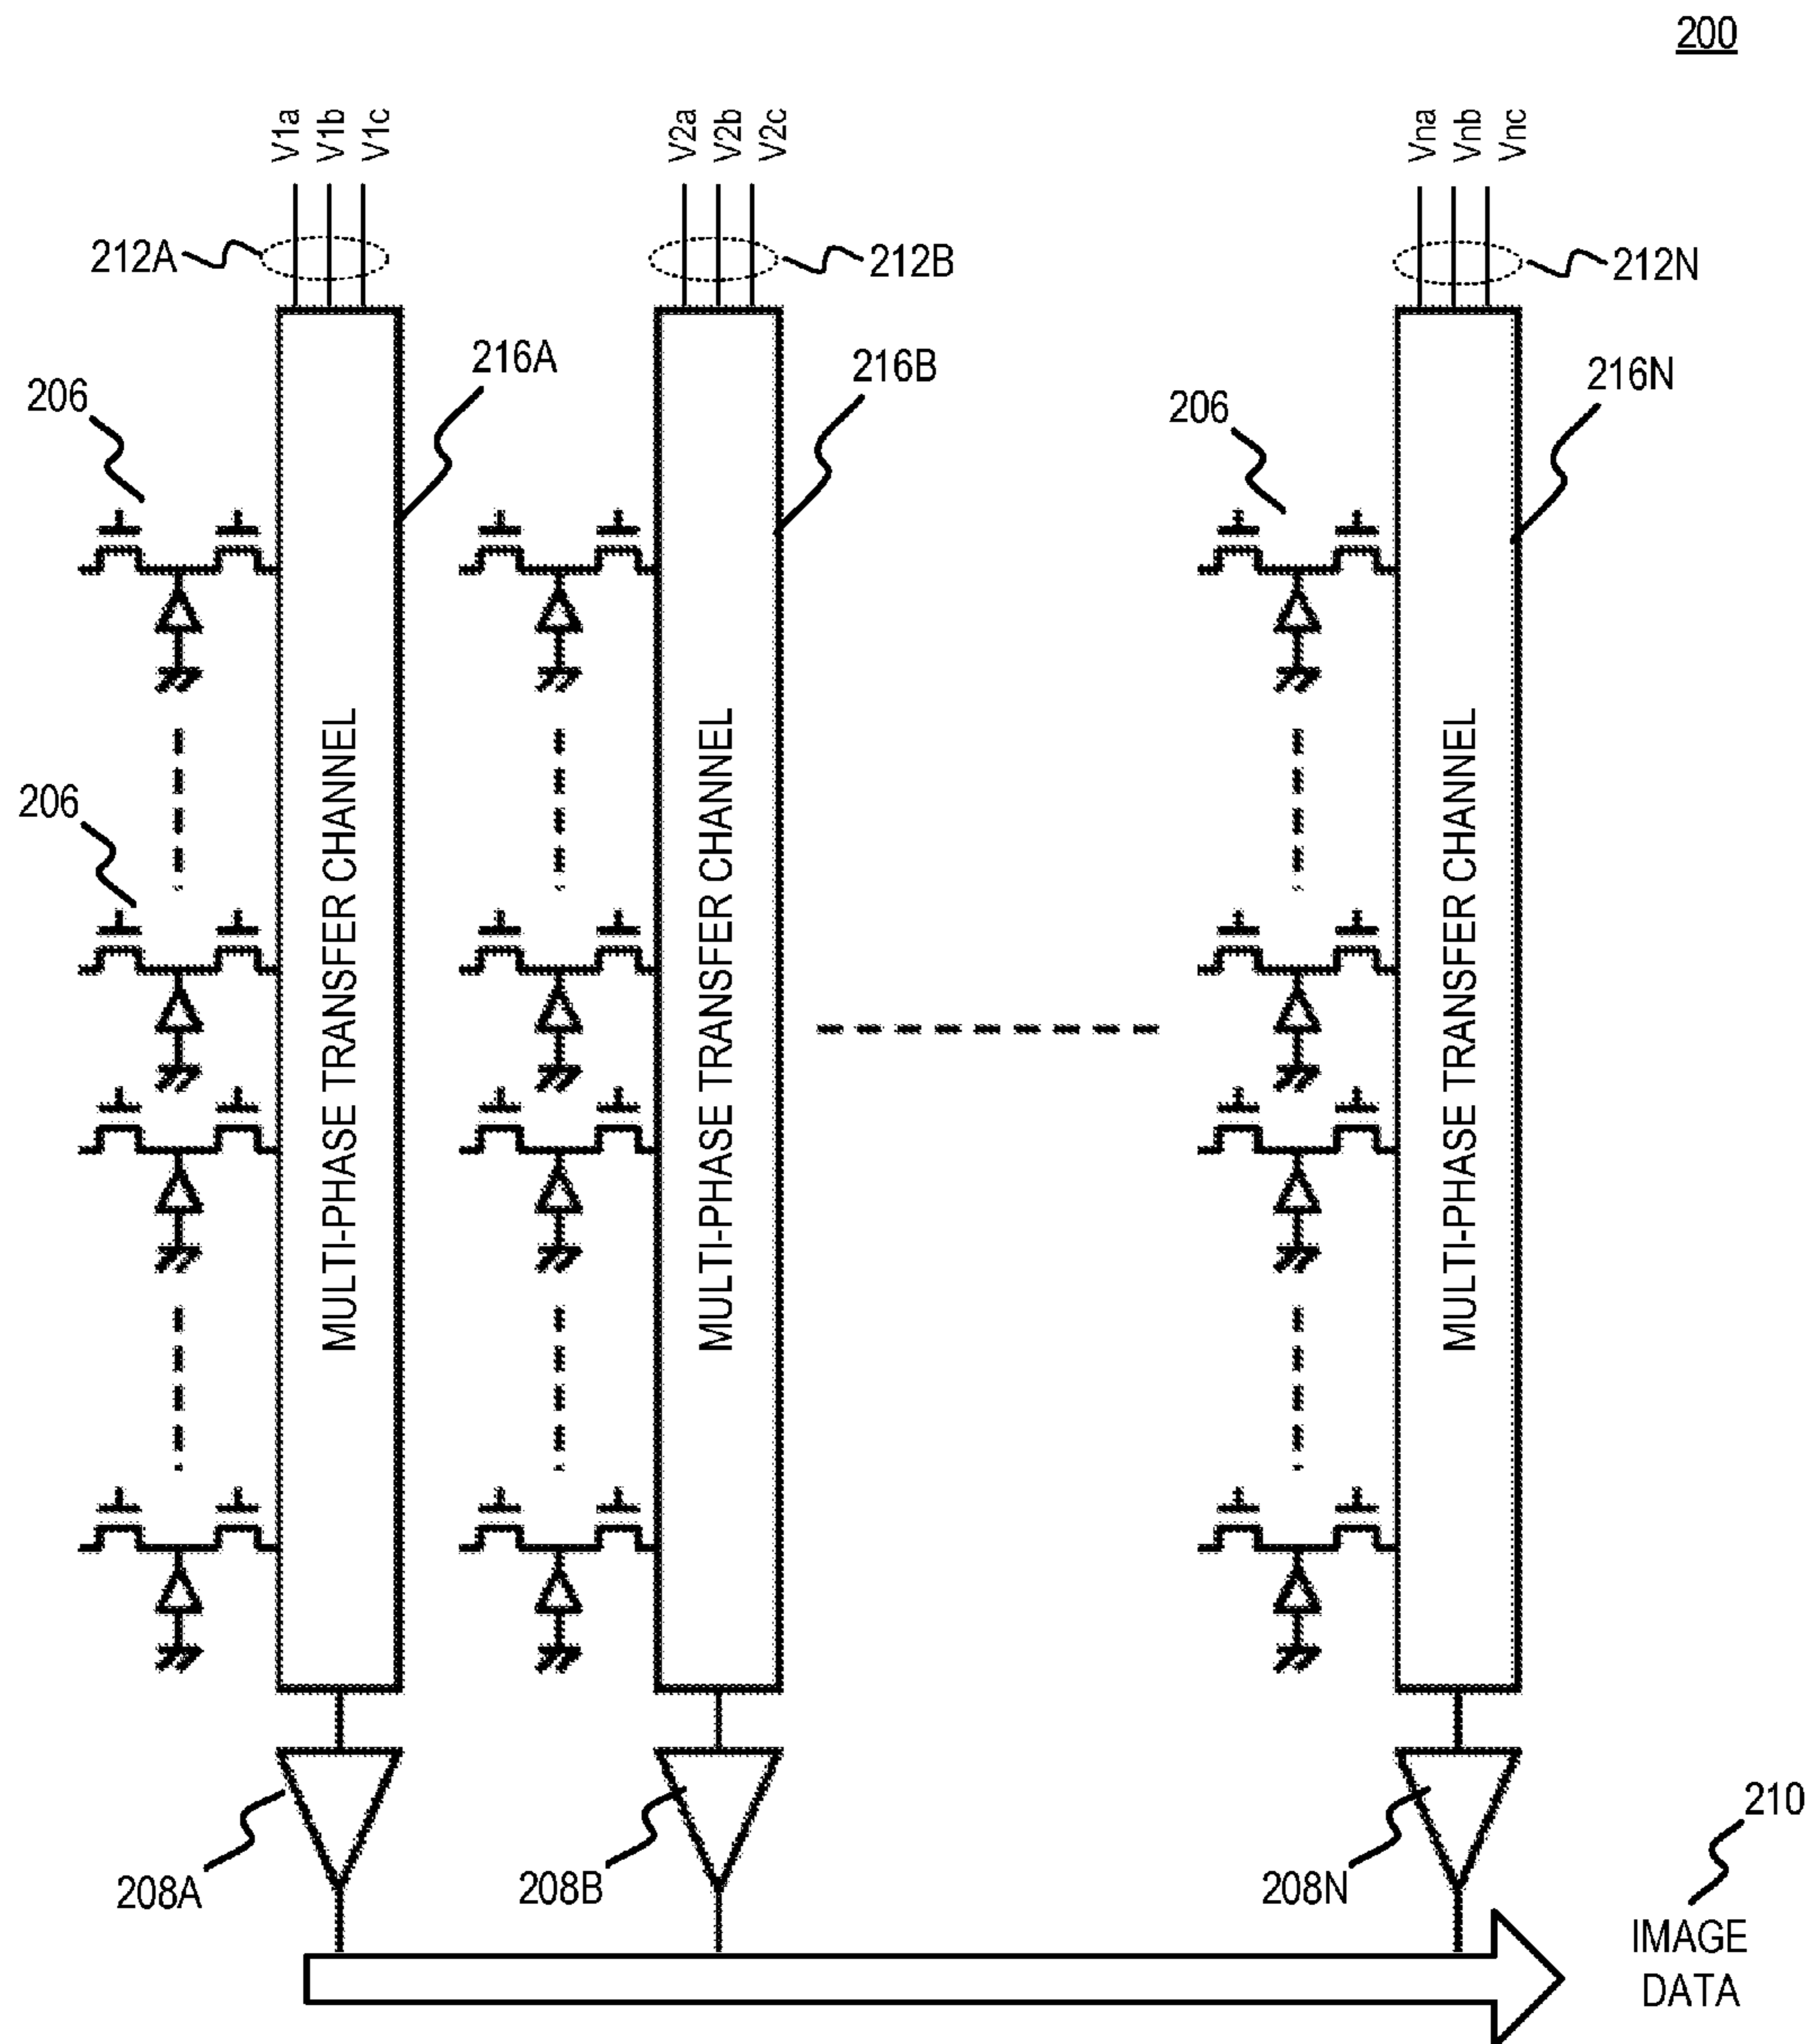 200
V1a
V1b
V1c
V2a
V2b
V2c
Vna
Vnb
Vnc
212A
212B
212N
216A
216B
216N
206
206
206
MULTI-PHASE TRANSFER CHANNEL
MULTI-PHASE TRANSFER CHANNEL
MULTI-PHASE TRANSFER CHANNEL
208A
208B
208N
210
IMAGE
DATA